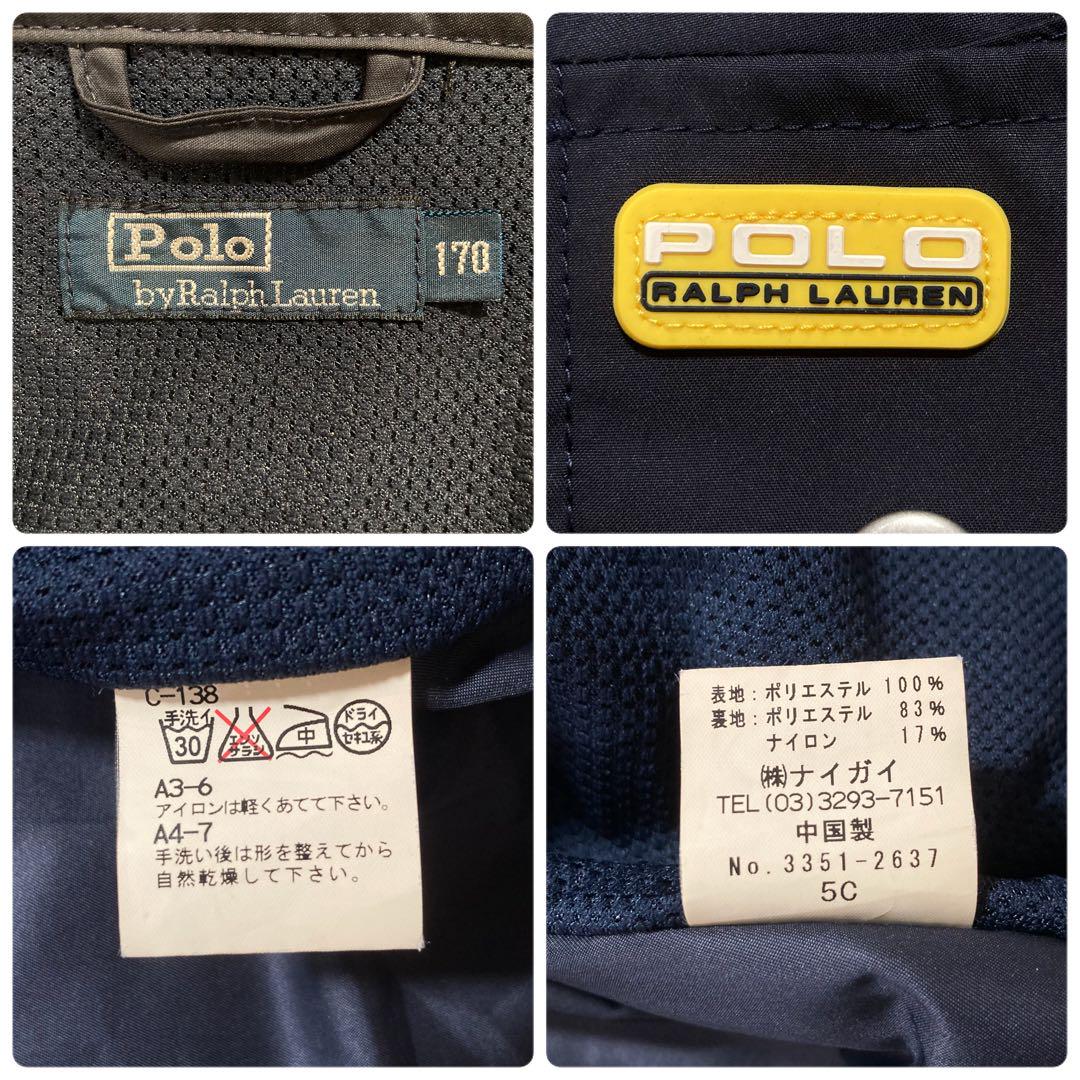 Polo
by Ralph Lauren
170
POLO
RALPH LAUREN
C-138
手洗イ
30
エンソ
サラシ
中
ドライ
セキユ系
A3-6
アイロンは軽くあてて下さい。
A4-7
手洗い後は形を整えてから
自然乾燥して下さい。
表地:ポリエステル 100%
裏地:ポリエステル 83%
ナイロン 17%
㈱ナイガイ
TEL(03)3293-7151
中国製
No.3351-2637
5C